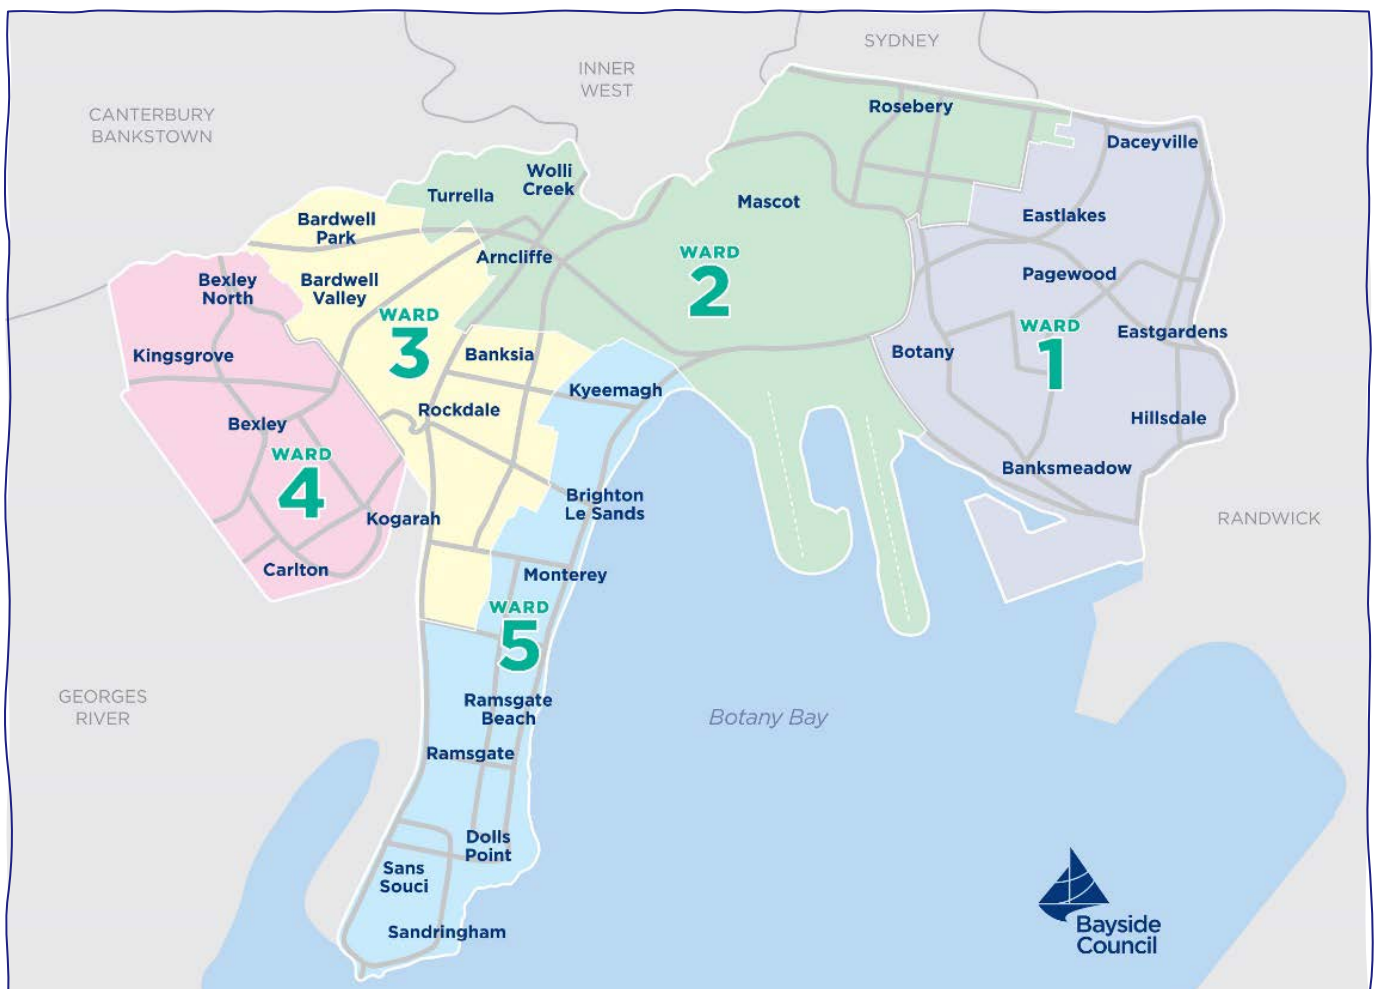 SYDNEY
INNER
WEST
CANTERBURY
BANKSTOWN
Rosebery
Daceyville
Wolli
Creek
Turrella
Mascot
Bardwell
Park
Eastlakes
Arncliffe
WARD
2
Bexley
North
Bardwell
Valley
Pagewood
WARD
3
WARD
1
Eastgardens
Kingsgrove
Banksia
Botany
Kyeemagh
Rockdale
Hillsdale
Bexley
WARD
4
Banksmeadow
Brighton
Le Sands
Kogarah
RANDWICK
Carlton
Monterey
WARD
5
GEORGES
RIVER
Ramsgate
Beach
Botany Bay
Ramsgate
Dolls
Point
Sans
Souci
Sandringham
Bayside
Council